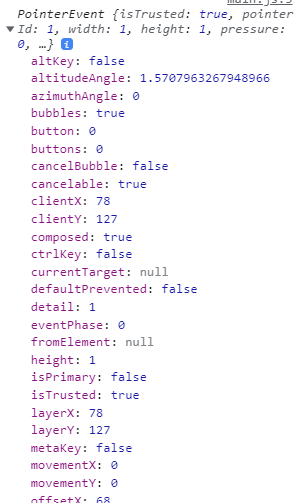 main.js:5
PointerEvent {isTrusted: true, pointer
Id: 1, width: 1, height: 1, pressure:
0, …} i
altKey: false
altitudeAngle: 1.5707963267948966
azimuthAngle: 0
bubbles: true
button: 0
buttons: 0
cancelBubble: false
cancelable: true
clientX: 78
clientY: 127
composed: true
ctrlKey: false
currentTarget: null
defaultPrevented: false
detail: 1
eventPhase: 0
fromElement: null
height: 1
isPrimary: false
isTrusted: true
layerX: 78
layerY: 127
metaKey: false
movementX: 0
movementY: 0
offsetX: 68